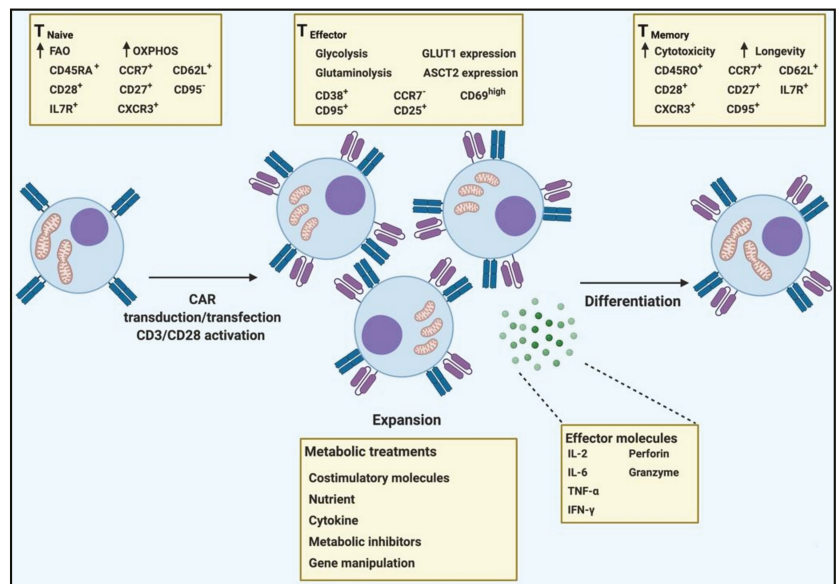 T Naive
↑ FAO ↑ OXPHOS
CD45RA⁺ CCR7⁺ CD62L⁺
CD28⁺ CD27⁺ CD95⁻
IL7R⁺ CXCR3⁺
T Effector
Glycolysis GLUT1 expression
Glutaminolysis ASCT2 expression
CD38⁺ CCR7⁻ CD69ʰⁱᵍʰ
CD95⁺ CD25⁺
T Memory
↑ Cytotoxicity ↑ Longevity
CD45RO⁺ CCR7⁺ CD62L⁺
CD28⁺ CD27⁺ IL7R⁺
CXCR3⁺ CD95⁺
CAR
transduction/transfection
CD3/CD28 activation
Differentiation
Expansion
Metabolic treatments
Costimulatory molecules
Nutrient
Cytokine
Metabolic inhibitors
Gene manipulation
Effector molecules
IL-2 Perforin
IL-6 Granzyme
TNF-α
IFN-γ